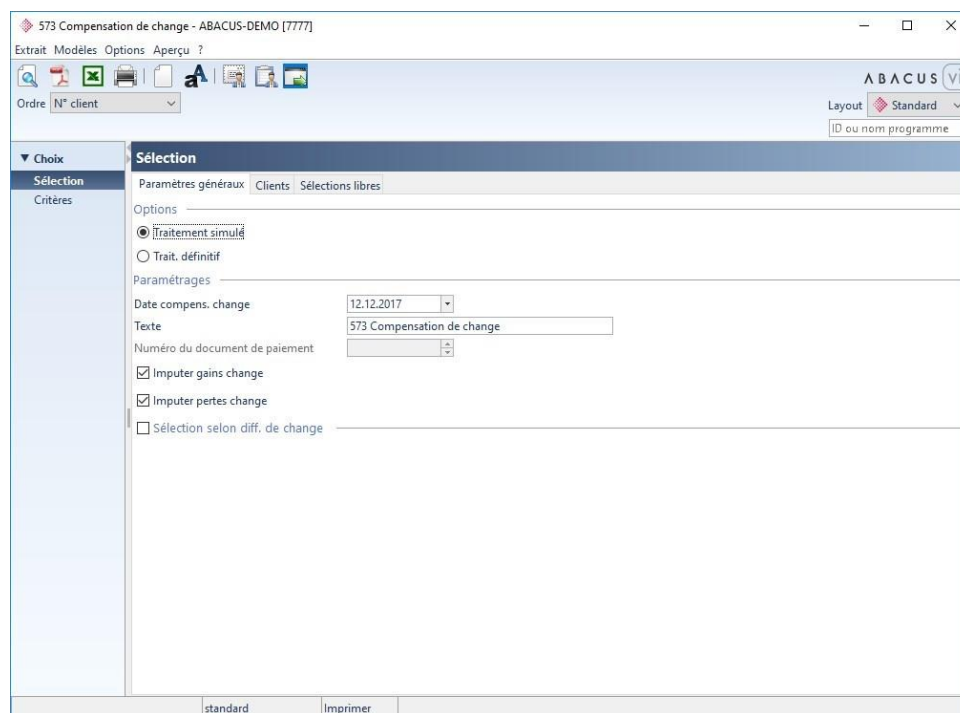 573 Compensation de change - ABACUS-DEMO [7777]
Extrait Modèles Options Aperçu ?
ABACUS vi
Ordre N° client
Layout Standard
ID ou nom programme
Choix
Sélection
Critères
Sélection
Paramètres généraux Clients Sélections libres
Options
Traitement simulé
Trait. définitif
Paramétrages
Date compens. change 12.12.2017
Texte 573 Compensation de change
Numéro du document de paiement
Imputer gains change
Imputer pertes change
Sélection selon diff. de change
standard Imprimer